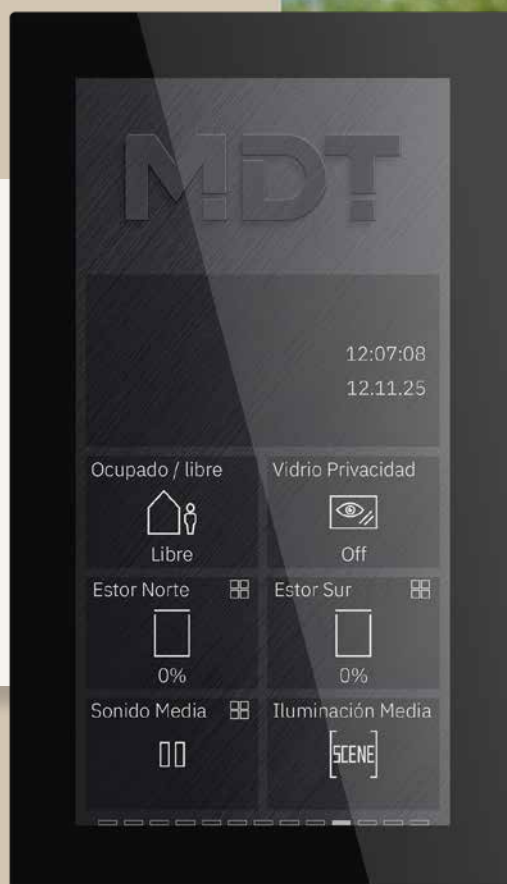 MDT
12:07:08
12.11.25
Ocupado / libre
Vidrio Privacidad
Libre
Off
Estor Norte
Estor Sur
0%
0%
Sonido Media
Iluminación Media
SCENE